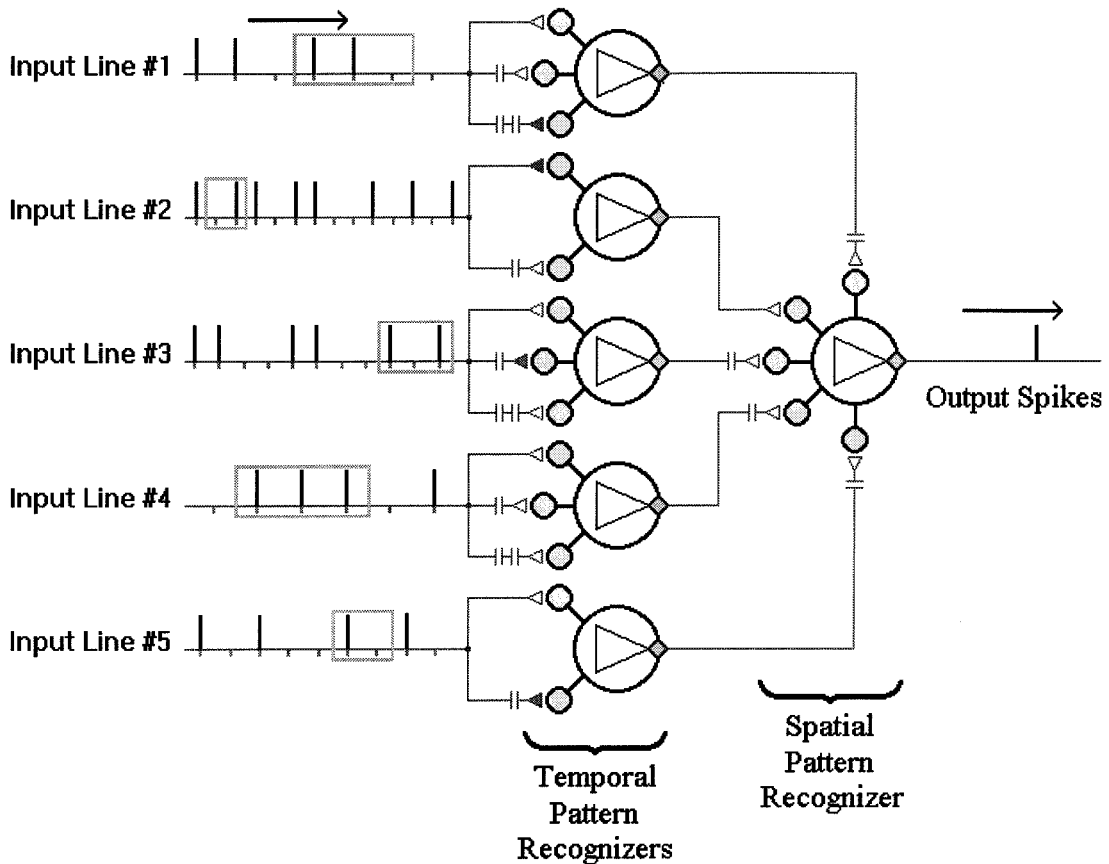 Input Line #1
Input Line #2
Input Line #3
Input Line #4
Input Line #5
Output Spikes
Temporal
Pattern
Recognizers
Spatial
Pattern
Recognizer